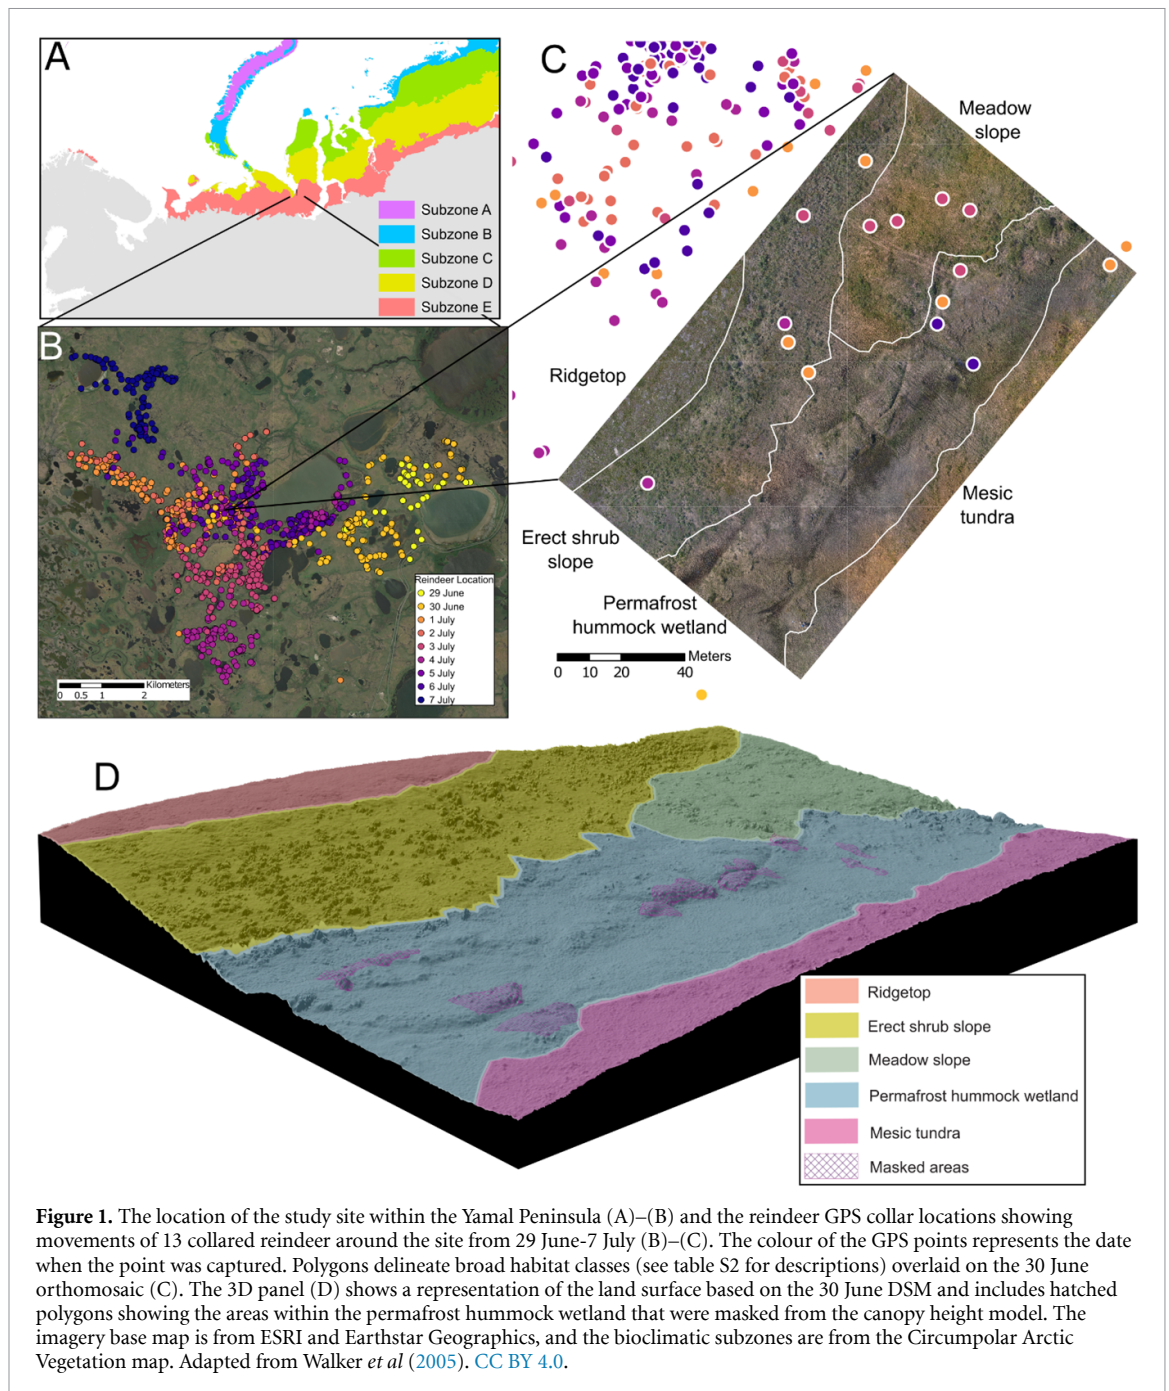 A
Subzone A
Subzone B
Subzone C
Subzone D
Subzone E
B
Reindeer Location
29 June
30 June
1 July
2 July
3 July
4 July
5 July
6 July
7 July
Kilometers
0 0.5 1 2
C
Meadow
slope
Ridgetop
Mesic
tundra
Erect shrub
slope
Permafrost
hummock wetland
Meters
0 10 20 40
D
Ridgetop
Erect shrub slope
Meadow slope
Permafrost hummock wetland
Mesic tundra
Masked areas
Figure 1. The location of the study site within the Yamal Peninsula (A)–(B) and the reindeer GPS collar locations showing
movements of 13 collared reindeer around the site from 29 June-7 July (B)–(C). The colour of the GPS points represents the date
when the point was captured. Polygons delineate broad habitat classes (see table S2 for descriptions) overlaid on the 30 June
orthomosaic (C). The 3D panel (D) shows a representation of the land surface based on the 30 June DSM and includes hatched
polygons showing the areas within the permafrost hummock wetland that were masked from the canopy height model. The
imagery base map is from ESRI and Earthstar Geographics, and the bioclimatic subzones are from the Circumpolar Arctic
Vegetation map. Adapted from Walker et al (2005). CC BY 4.0.